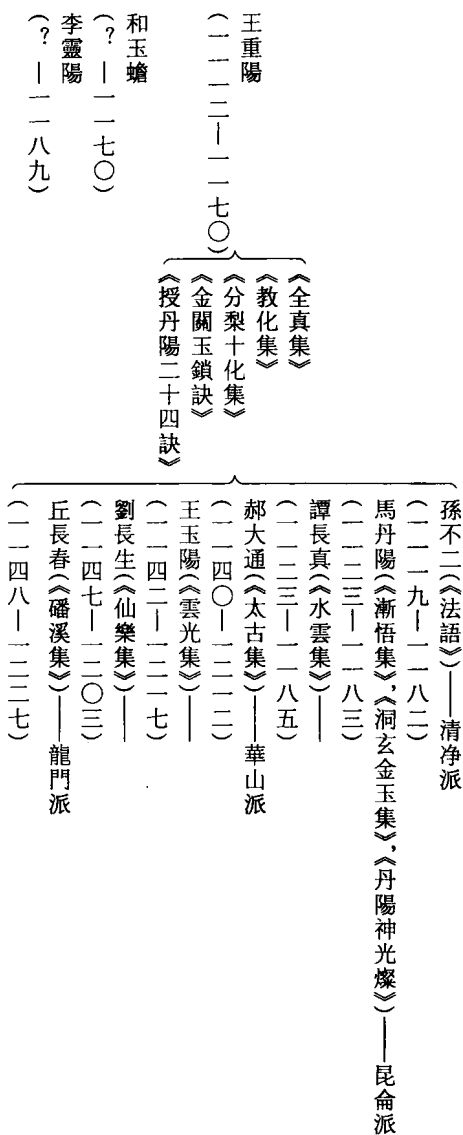 王重陽
(一一一二—一一七〇)
和玉蟾
(?—一一七〇)
李靈陽
(?—一一八九)
《全真集》
《教化集》
《分梨十化集》
《金關玉鎖訣》
《授丹陽二十四訣》
孫不二(《法語》)——清净派
(一一一九—一一八二)
馬丹陽(《漸悟集》,《洞玄金玉集》,《丹陽神光燦》)——昆侖派
(一一二三—一一八三)
譚長真(《水雲集》)——
(一一二三—一一八五)
郝大通(《太古集》)——華山派
(一一四〇—一二一二)
王玉陽(《雲光集》)——
(一一四二—一二一七)
劉長生(《仙樂集》)——
(一一四七—一二〇三)
丘長春(《磻溪集》)——龍門派
(一一四八—一二二七)